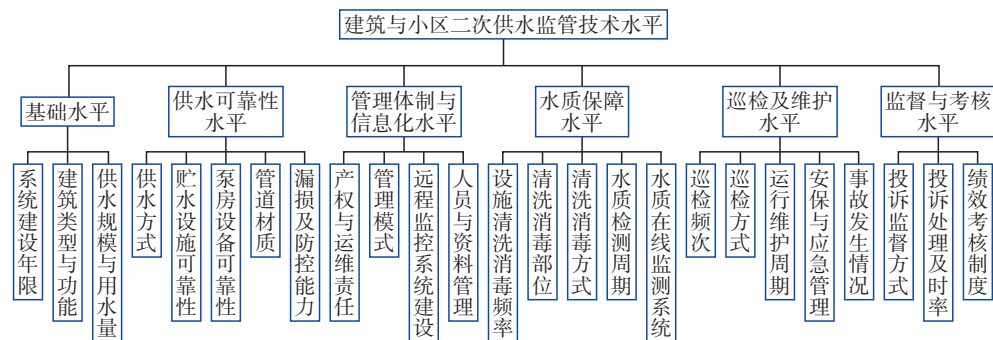 建筑与小区二次供水监管技术水平
基础水平
供水可靠性
水平
管理体制与
信息化水平
水质保障
水平
巡检及维护
水平
监督与考核
水平
系统建设年限
建筑类型与功能
供水规模与用水量
供水方式
贮水设施可靠性
泵房设备可靠性
管道材质
漏损及防控能力
产权与运维责任
管理模式
远程监控系统建设
人员与资料管理
设施清洗消毒频率
清洗消毒部位
清洗消毒方式
水质检测周期
水质在线监测系统
巡检频次
巡检方式
运行维护周期
安保与应急管理
事故发生情况
投诉监督方式
投诉处理及时率
绩效考核制度